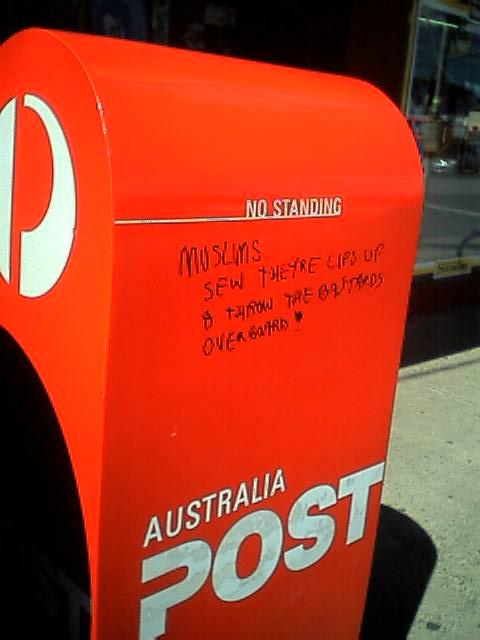 NO STANDING
MUSLIMS
SEW THEYRE LIPS UP
& THROW THE BASTARDS
OVERBOARD!
AUSTRALIA
POST